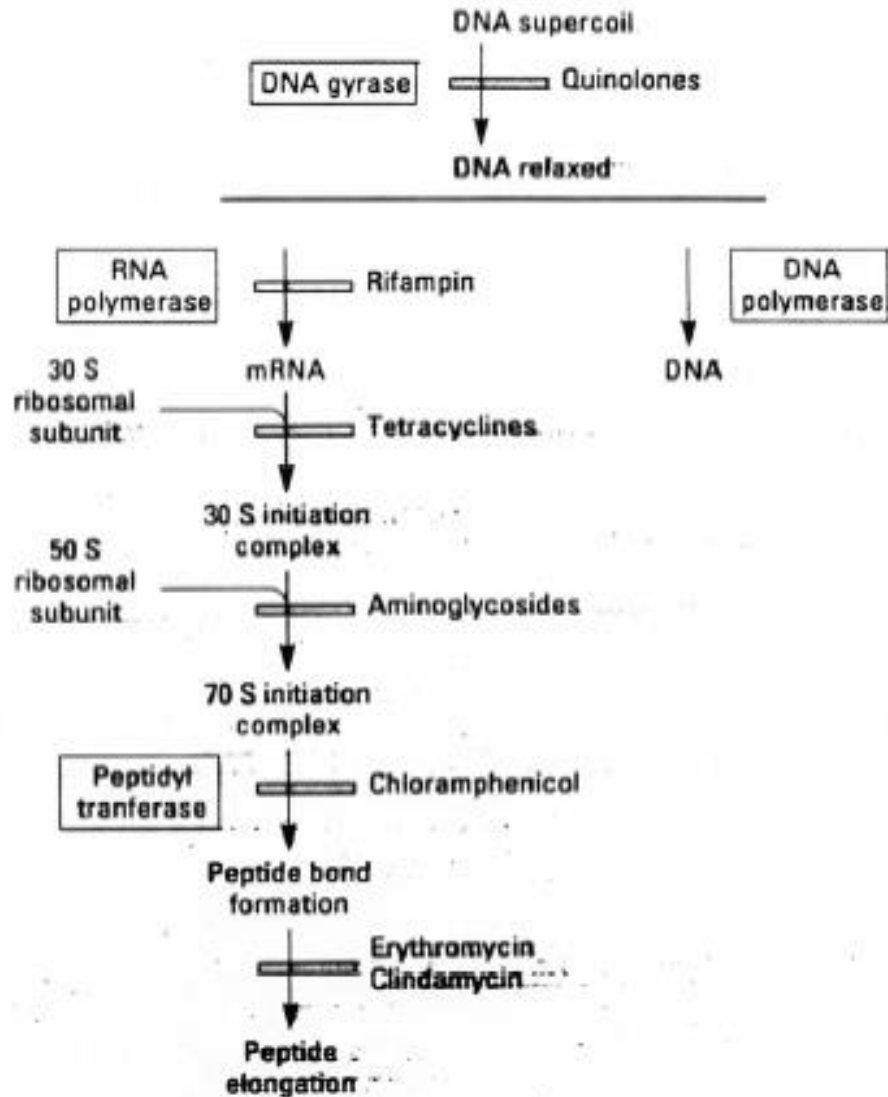 DNA supercoil
DNA gyrase
Quinolones
DNA relaxed
RNA
polymerase
Rifampin
DNA
polymerase
30 S
ribosomal
subunit
mRNA
DNA
Tetracyclines
30 S initiation
complex
50 S
ribosomal
subunit
Aminoglycosides
70 S initiation
complex
Peptidyl
tranferase
Chloramphenicol
Peptide bond
formation
Erythromycin
Clindamycin
Peptide
elongation